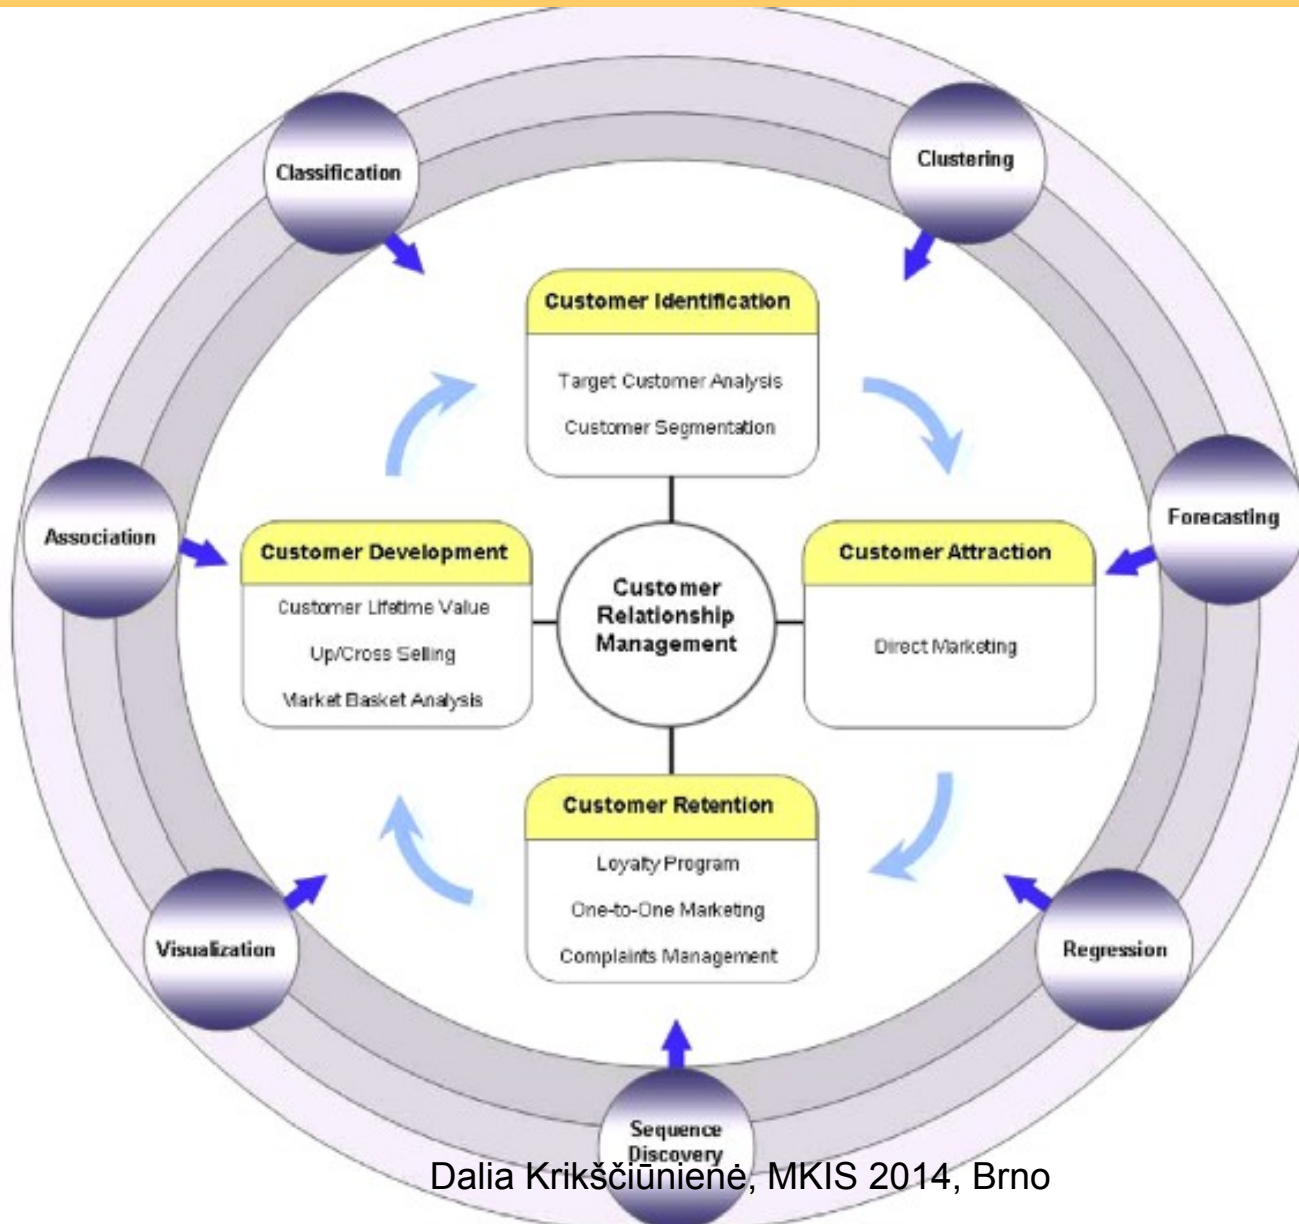 Classification
Clustering
Customer Identification
Target Customer Analysis
Customer Segmentation
Association
Forecasting
Customer Development
Customer Lifetime Value
Up/Cross Selling
Market Basket Analysis
Customer
Relationship
Management
Customer Attraction
Direct Marketing
Customer Retention
Loyalty Program
One-to-One Marketing
Complaints Management
Visualization
Regression
Sequence
Discovery
Dalia Krikščiūnienė, MKIS 2014, Brno